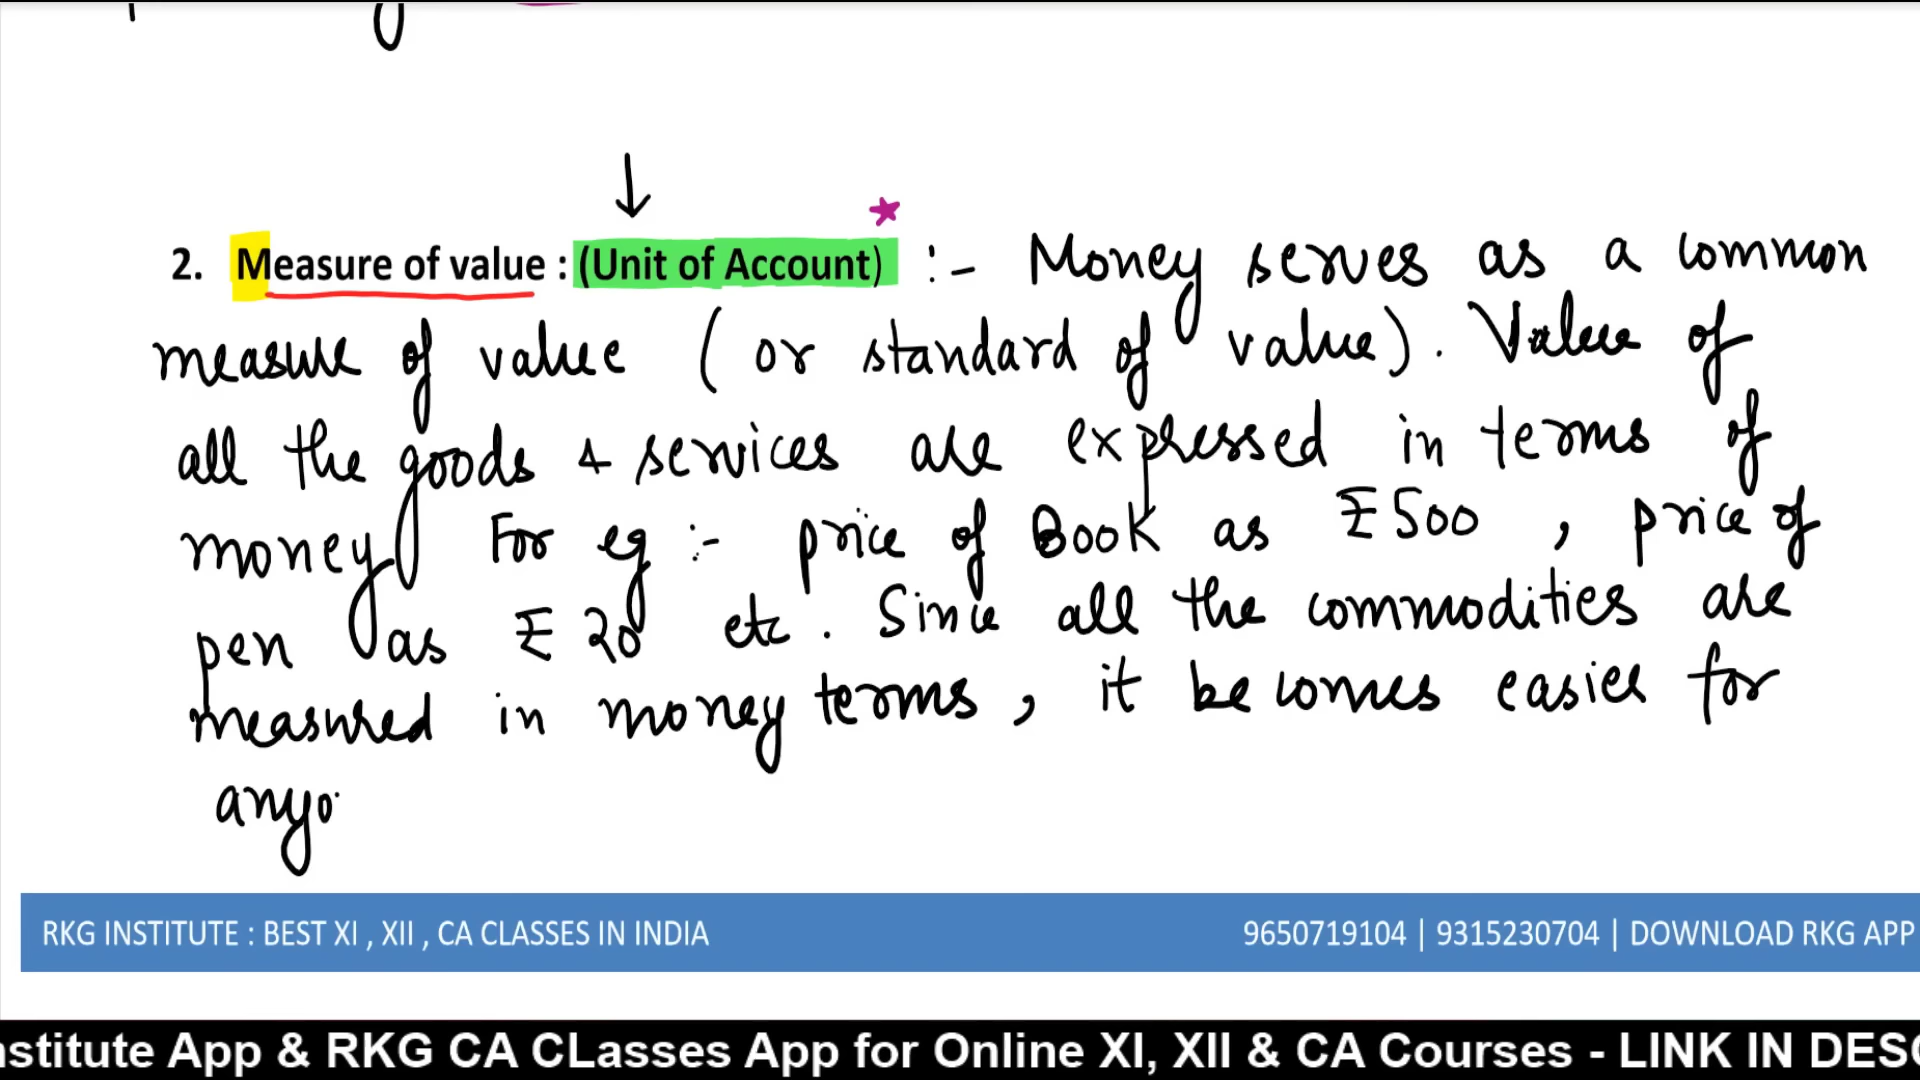 2. Measure of value : (Unit of Account) :- Money serves as a common
measure of value ( or standard of value). Value of
all the goods & services are expressed in terms of
money For eg :- price of Book as ₹500 , price of
pen as ₹ 20 etc. Since all the commodities are
measured in money terms, it becomes easier for
anyo
RKG INSTITUTE : BEST XI , XII , CA CLASSES IN INDIA 9650719104 | 9315230704 | DOWNLOAD RKG APP
nstitute App & RKG CA CLasses App for Online XI, XII & CA Courses - LINK IN DESC